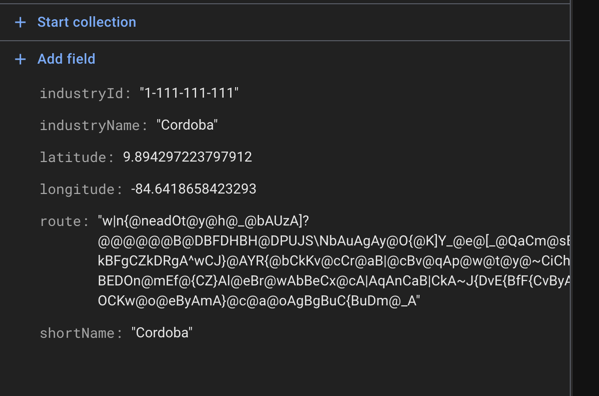 + Start collection
+ Add field
industryId: "1-111-111-111"
industryName: "Cordoba"
latitude: 9.894297223797912
longitude: -84.6418658423293
route: "w|n{@neadOt@y@h@_@bAUzA]?
@@@@@@B@DBFDHBH@DPUJS\NbAuAgAy@O{@K]Y_@e@[_@QaCm@sE
kBFgCZkDRgA^wCJ}@AYR{@bCkKv@cCr@aB|@cBv@qAp@w@t@y@~CiCh
BEDOn@mEf@{CZ}Al@eBr@wAbBeCx@cA|AqAnCaB|CkA~J{DvE{BfF{CvByA
OCKw@o@eByAmA}@c@a@oAgBgBuC{BuDm@_A"
shortName: "Cordoba"